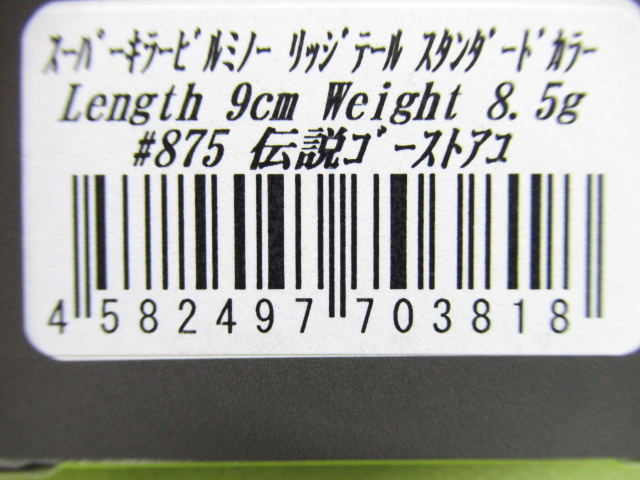 スーパーキラービルミノー リッジテール スタンダードカラー
Length 9cm Weight 8.5g
#875 伝説ゴーストアユ
4 582497 703818